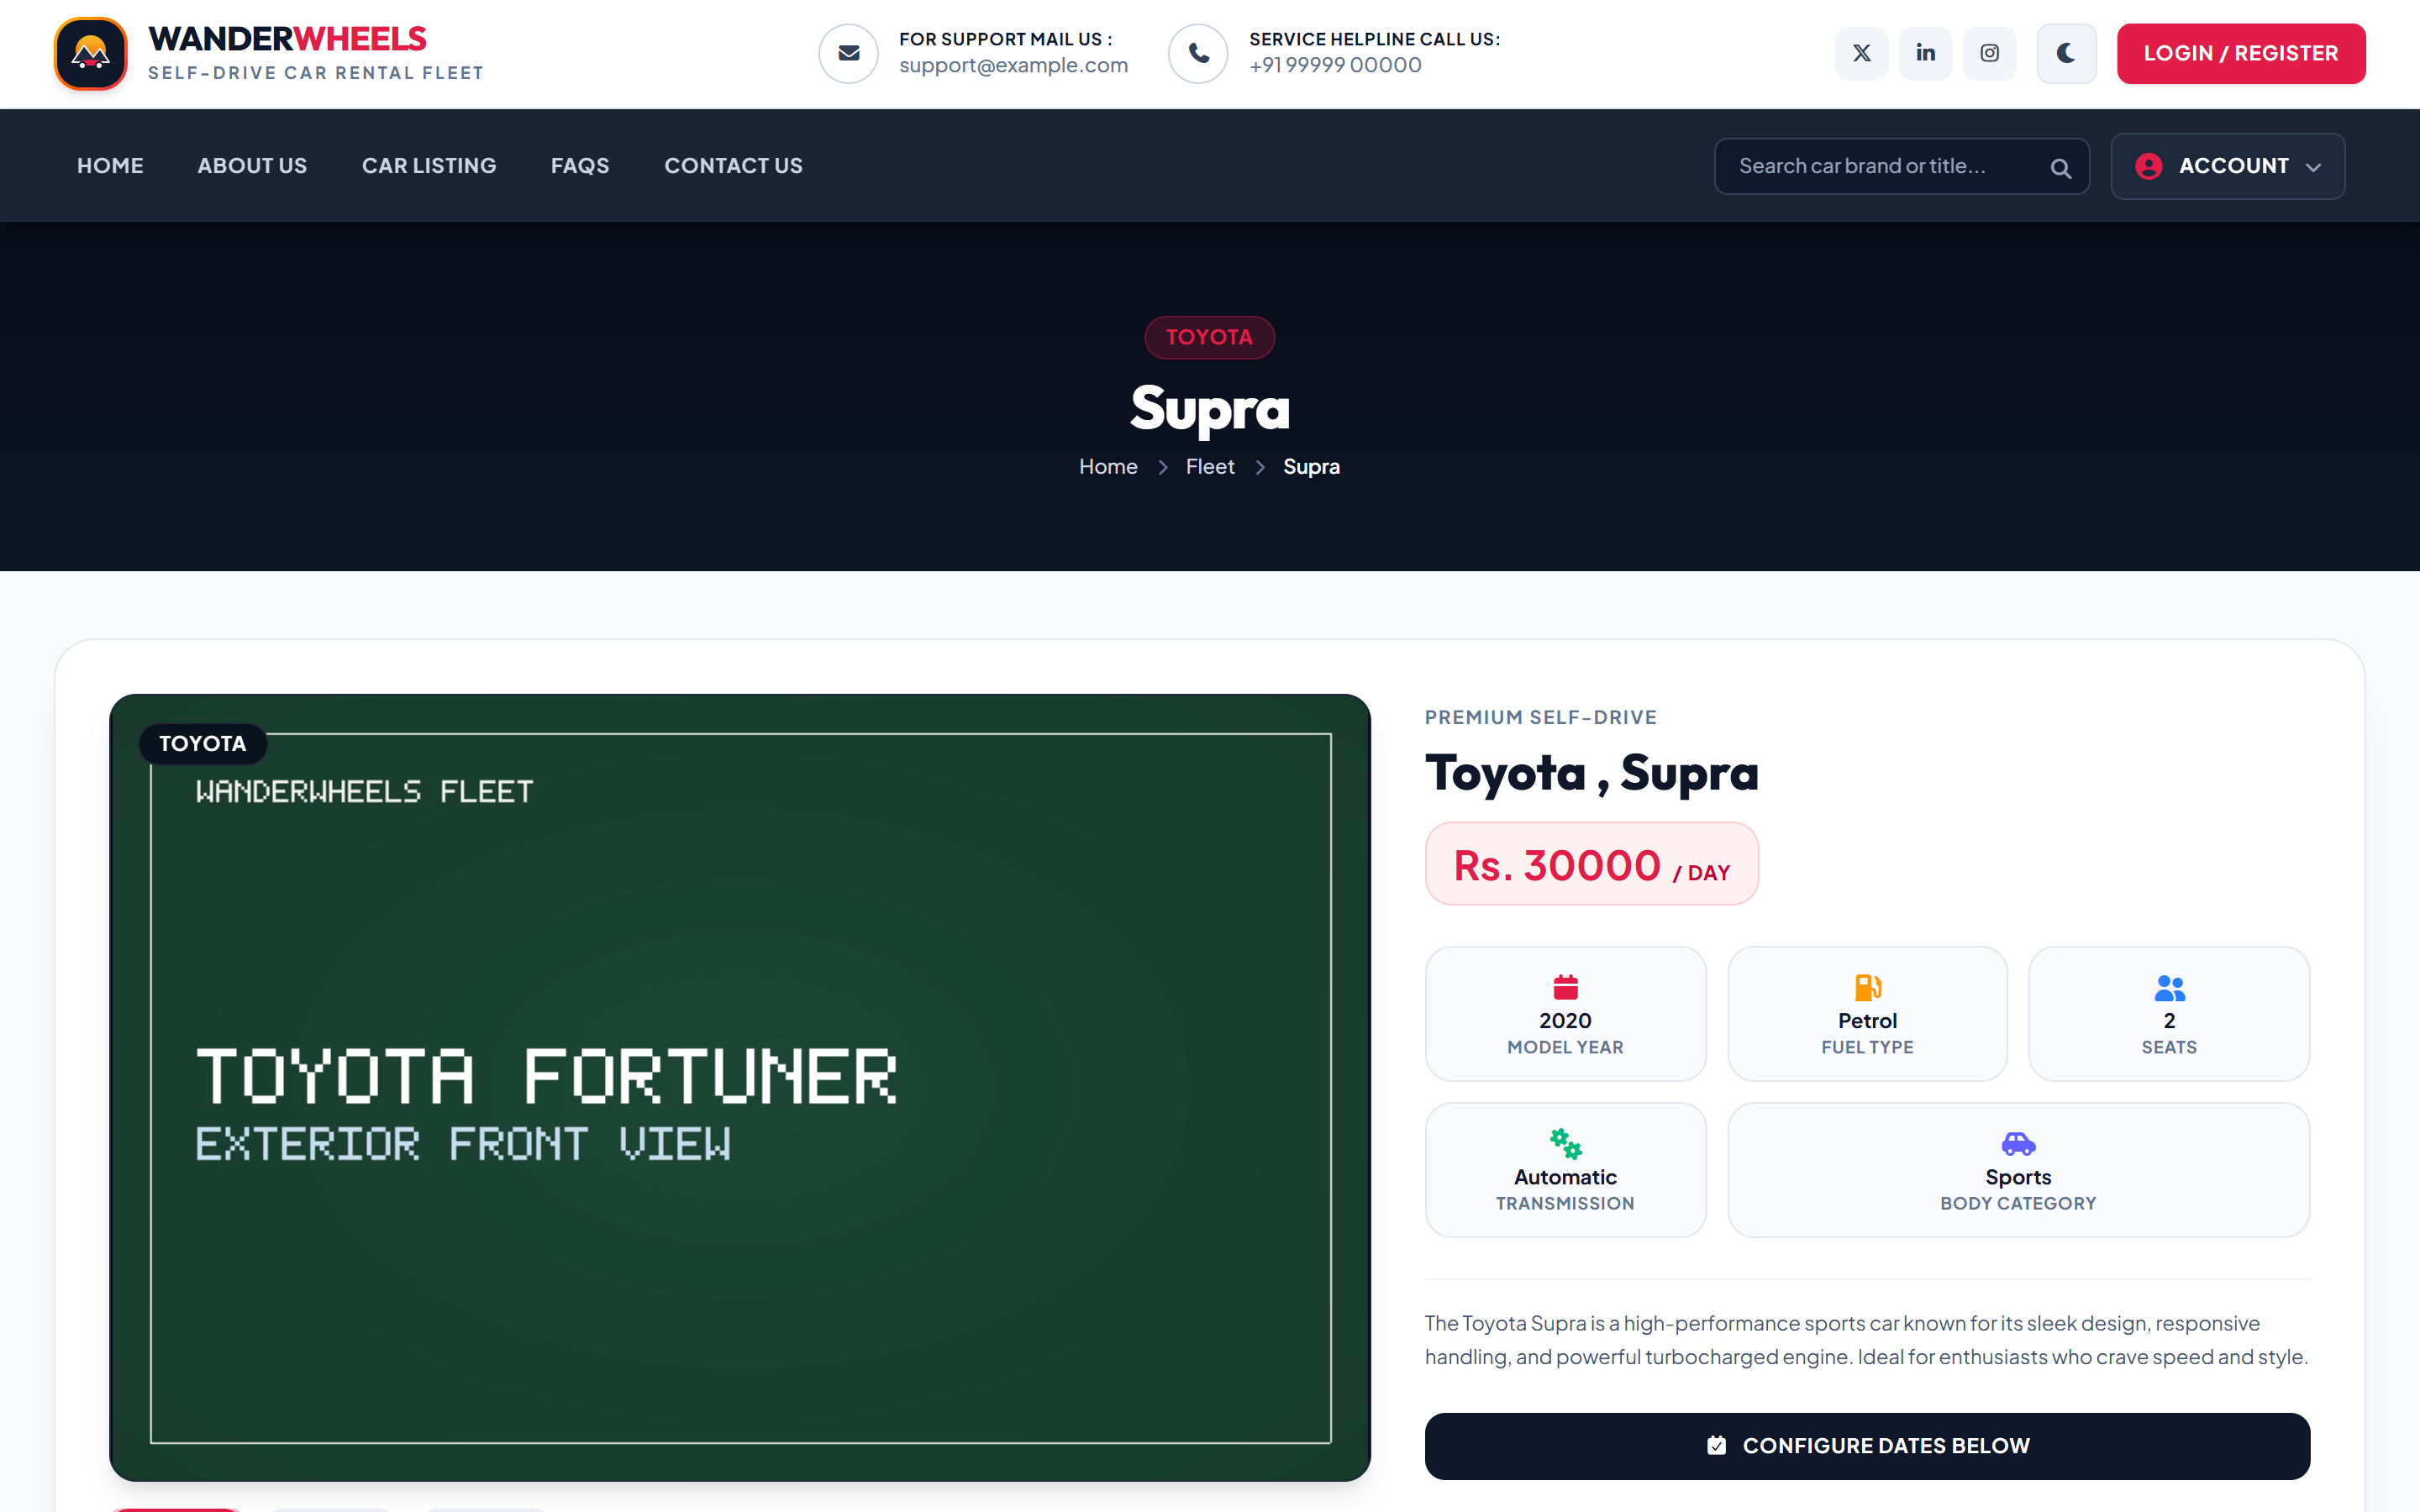 WANDERWHEELS
SELF-DRIVE CAR RENTAL FLEET
FOR SUPPORT MAIL US :
support@example.com
SERVICE HELPLINE CALL US:
+91 99999 00000
LOGIN / REGISTER
HOME
ABOUT US
CAR LISTING
FAQS
CONTACT US
Search car brand or title...
ACCOUNT
TOYOTA
Supra
Home > Fleet > Supra
TOYOTA
WANDERWHEELS FLEET
TOYOTA FORTUNER
EXTERIOR FRONT VIEW
PREMIUM SELF-DRIVE
Toyota , Supra
Rs. 30000 / DAY
2020
MODEL YEAR
Petrol
FUEL TYPE
2
SEATS
Automatic
TRANSMISSION
Sports
BODY CATEGORY
The Toyota Supra is a high-performance sports car known for its sleek design, responsive
handling, and powerful turbocharged engine. Ideal for enthusiasts who crave speed and style.
CONFIGURE DATES BELOW